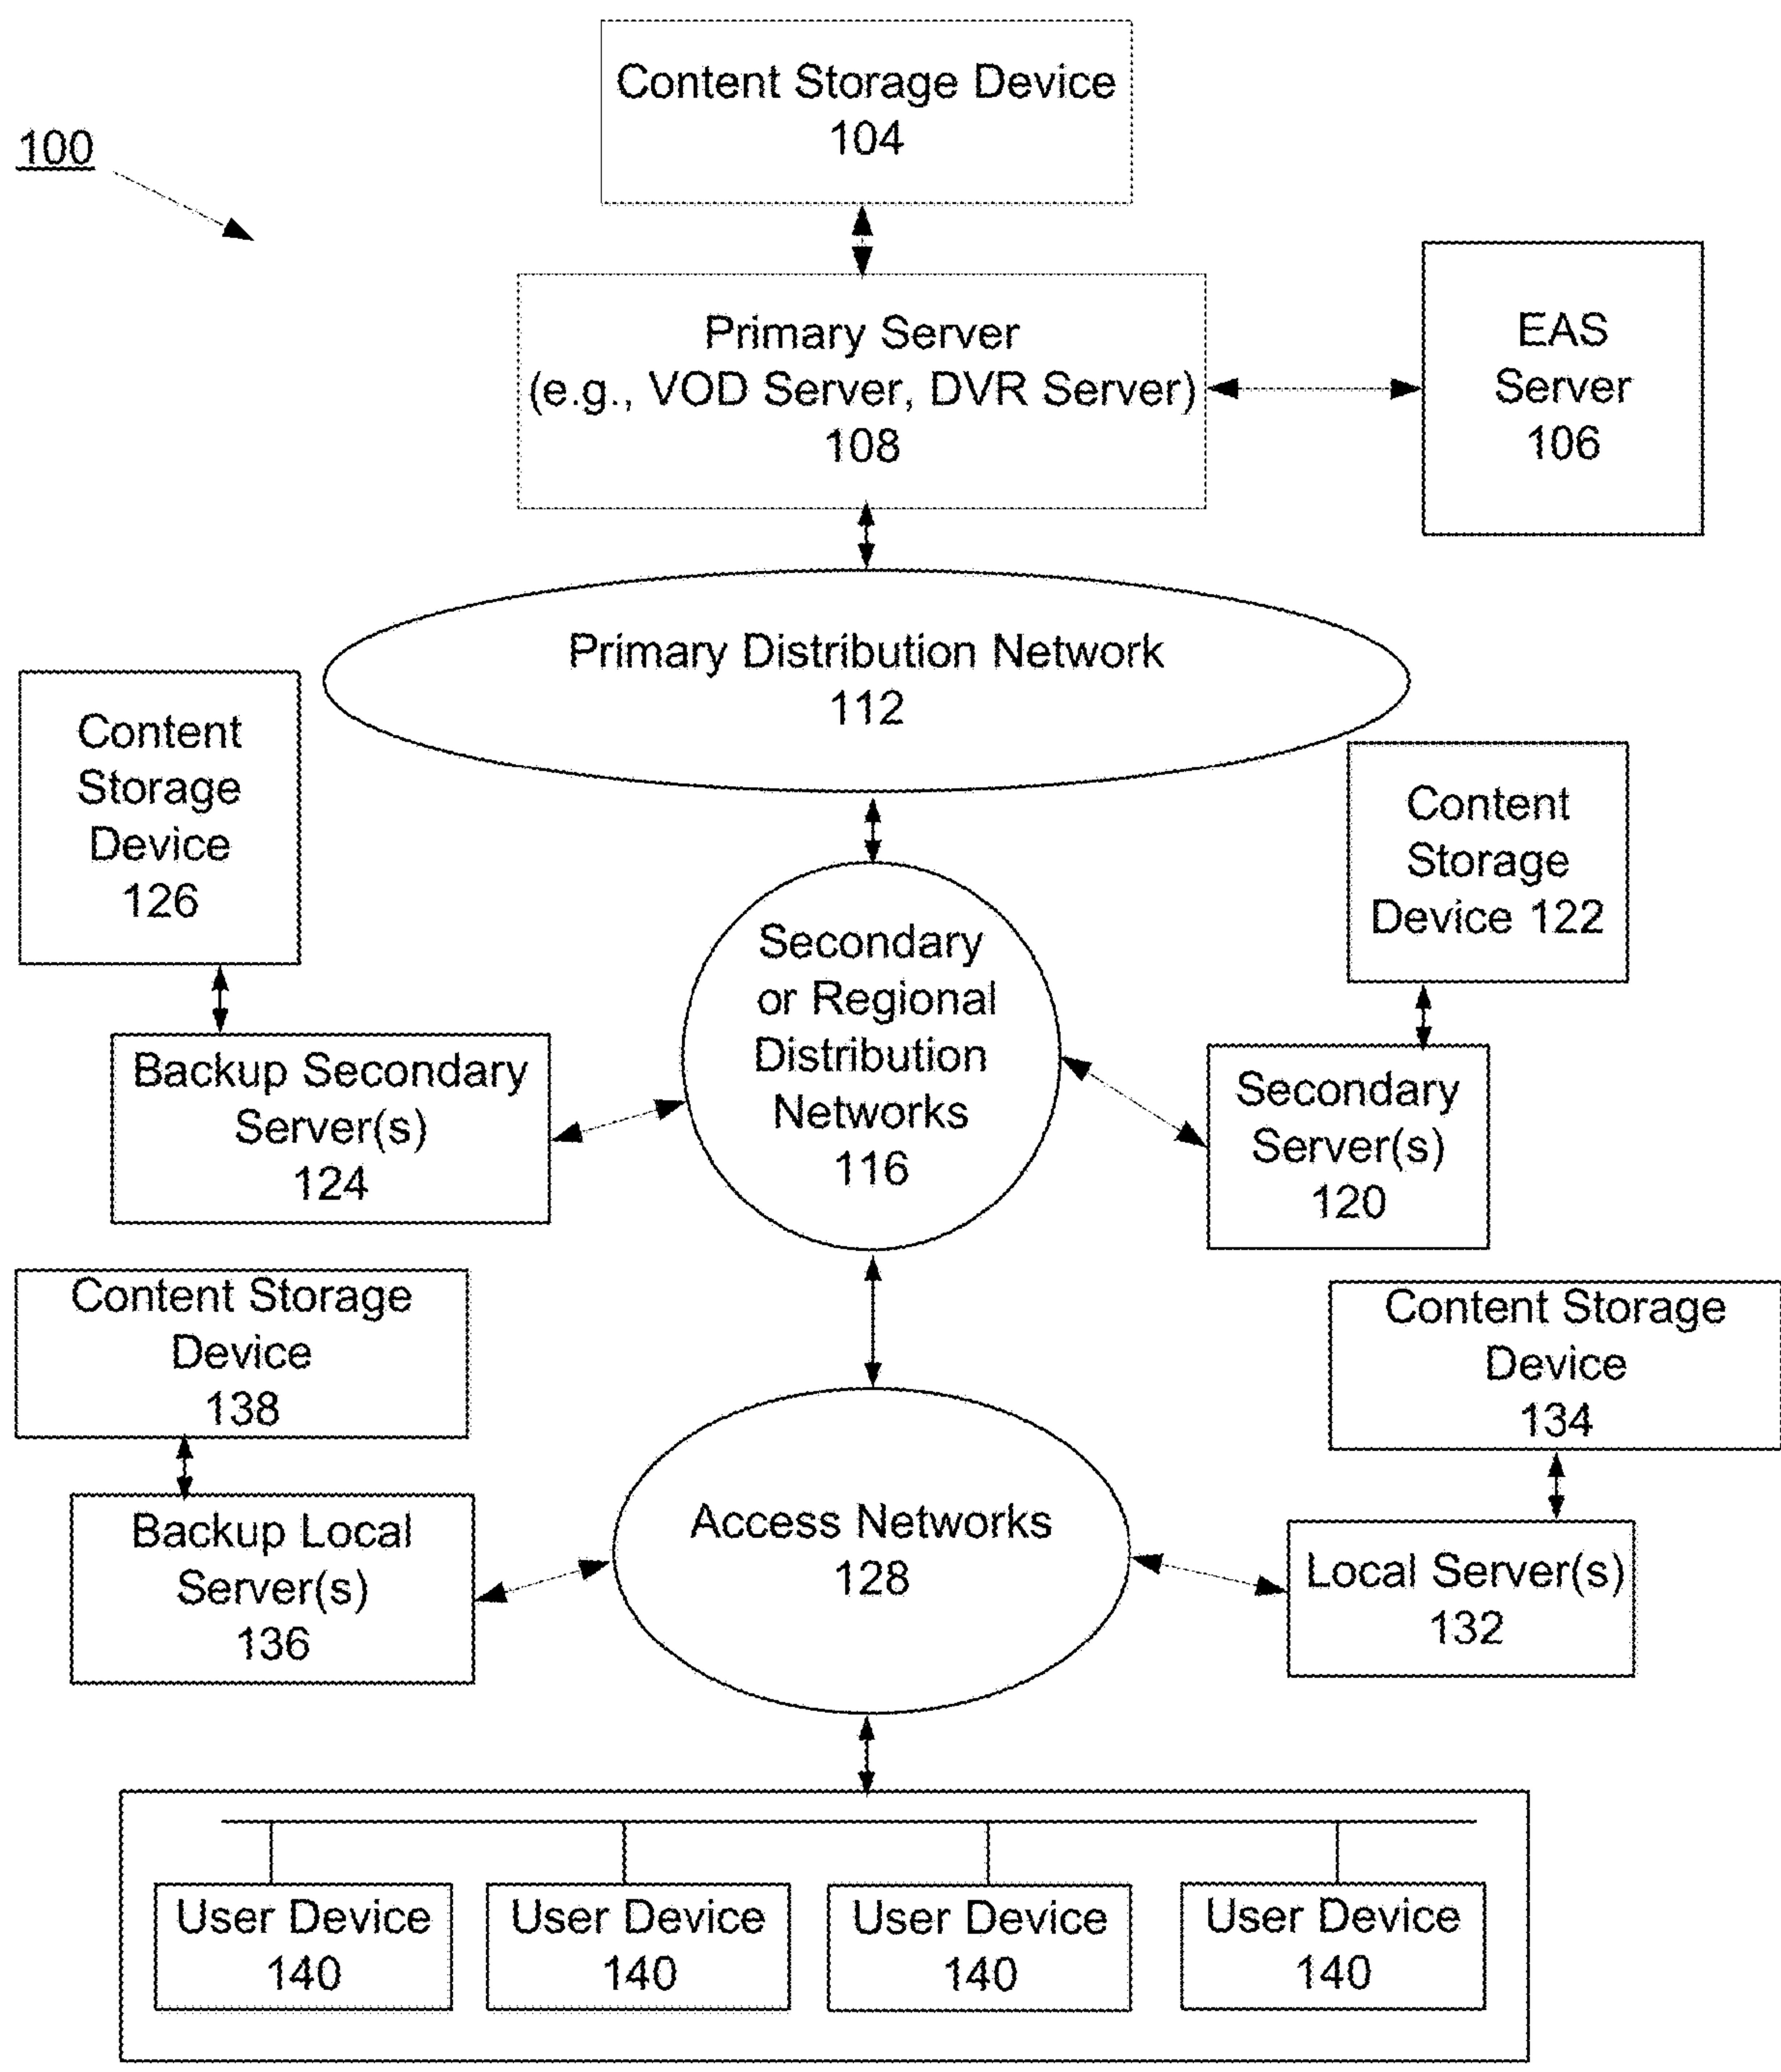 Content Storage Device
104
100
Primary Server
(e.g., VOD Server, DVR Server)
108
EAS
Server
106
Primary Distribution Network
112
Content
Storage
Device
126
Content
Storage
Device 122
Secondary
or Regional
Distribution
Networks
116
Backup Secondary
Server(s)
124
Secondary
Server(s)
120
Content Storage
Device
138
Content Storage
Device
134
Backup Local
Server(s)
136
Access Networks
128
Local Server(s)
132
User Device
140
User Device
140
User Device
140
User Device
140